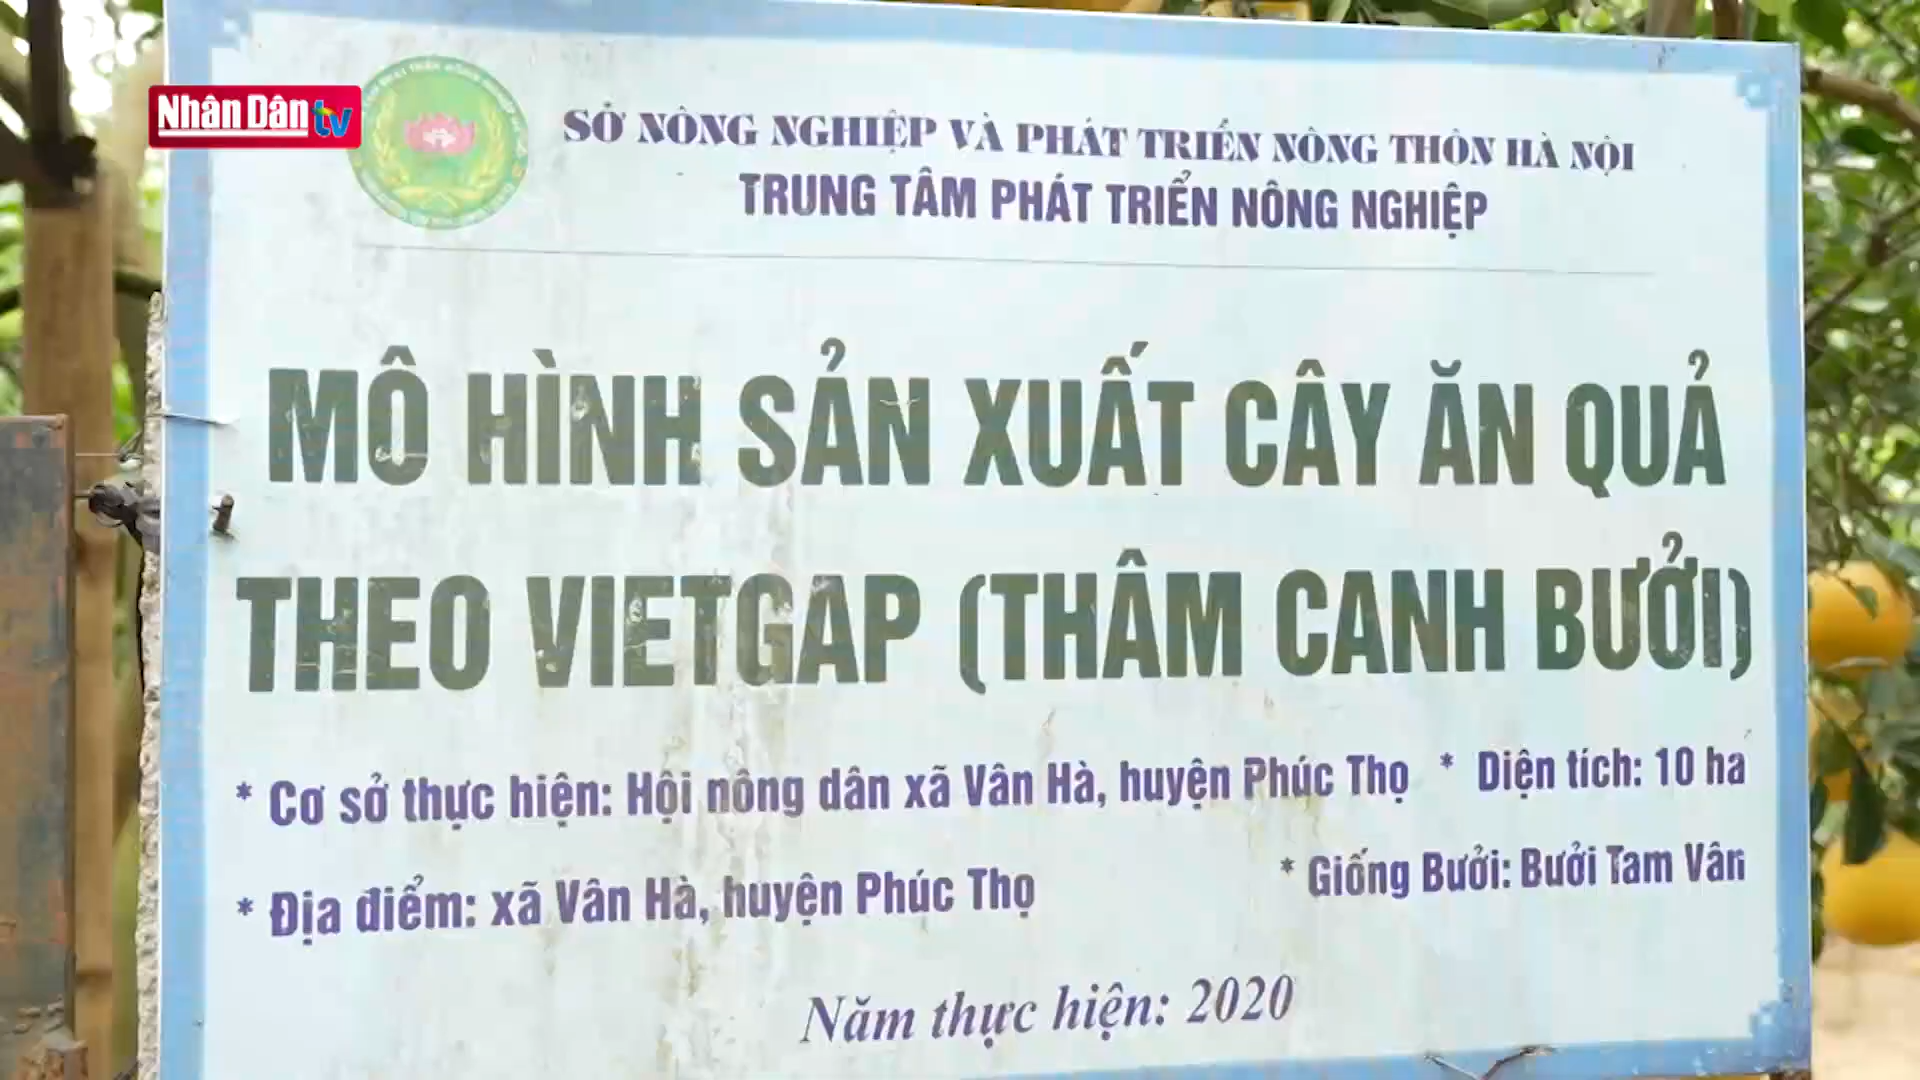 Nhân Dân tv
SỞ NÔNG NGHIỆP VÀ PHÁT TRIỂN NÔNG THÔN HÀ NỘI
TRUNG TÂM PHÁT TRIỂN NÔNG NGHIỆP
MÔ HÌNH SẢN XUẤT CÂY ĂN QUẢ
THEO VIETGAP (THÂM CANH BƯỞI)
* Cơ sở thực hiện: Hội nông dân xã Vân Hà, huyện Phúc Thọ * Diện tích: 10 ha
* Địa điểm: xã Vân Hà, huyện Phúc Thọ * Giống Bưởi: Bưởi Tam Vân
Năm thực hiện: 2020